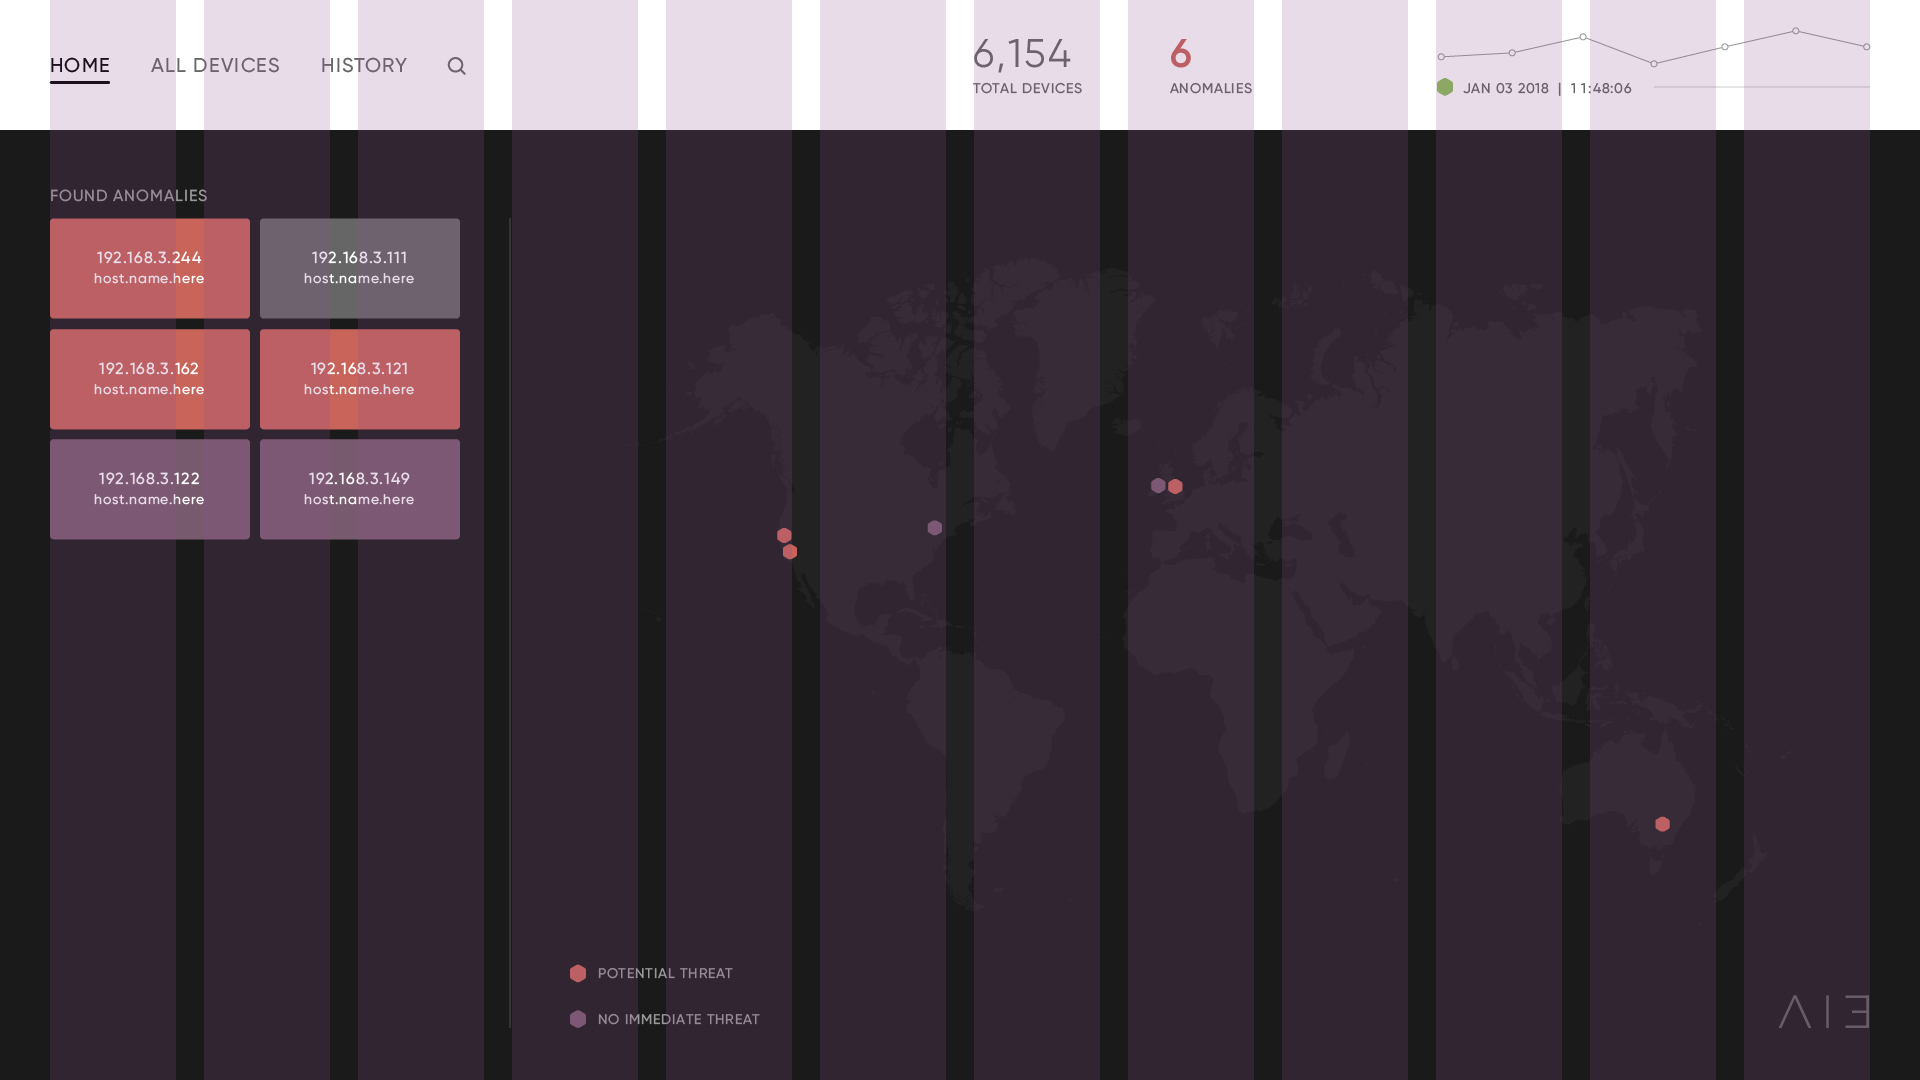 HOME
ALL DEVICES
HISTORY
6,154
TOTAL DEVICES
6
ANOMALIES
JAN 03 2018 | 11:48:06
FOUND ANOMALIES
192.168.3.244
host.name.here
192.168.3.111
host.name.here
192.168.3.162
host.name.here
192.168.3.121
host.name.here
192.168.3.122
host.name.here
192.168.3.149
host.name.here
POTENTIAL THREAT
NO IMMEDIATE THREAT